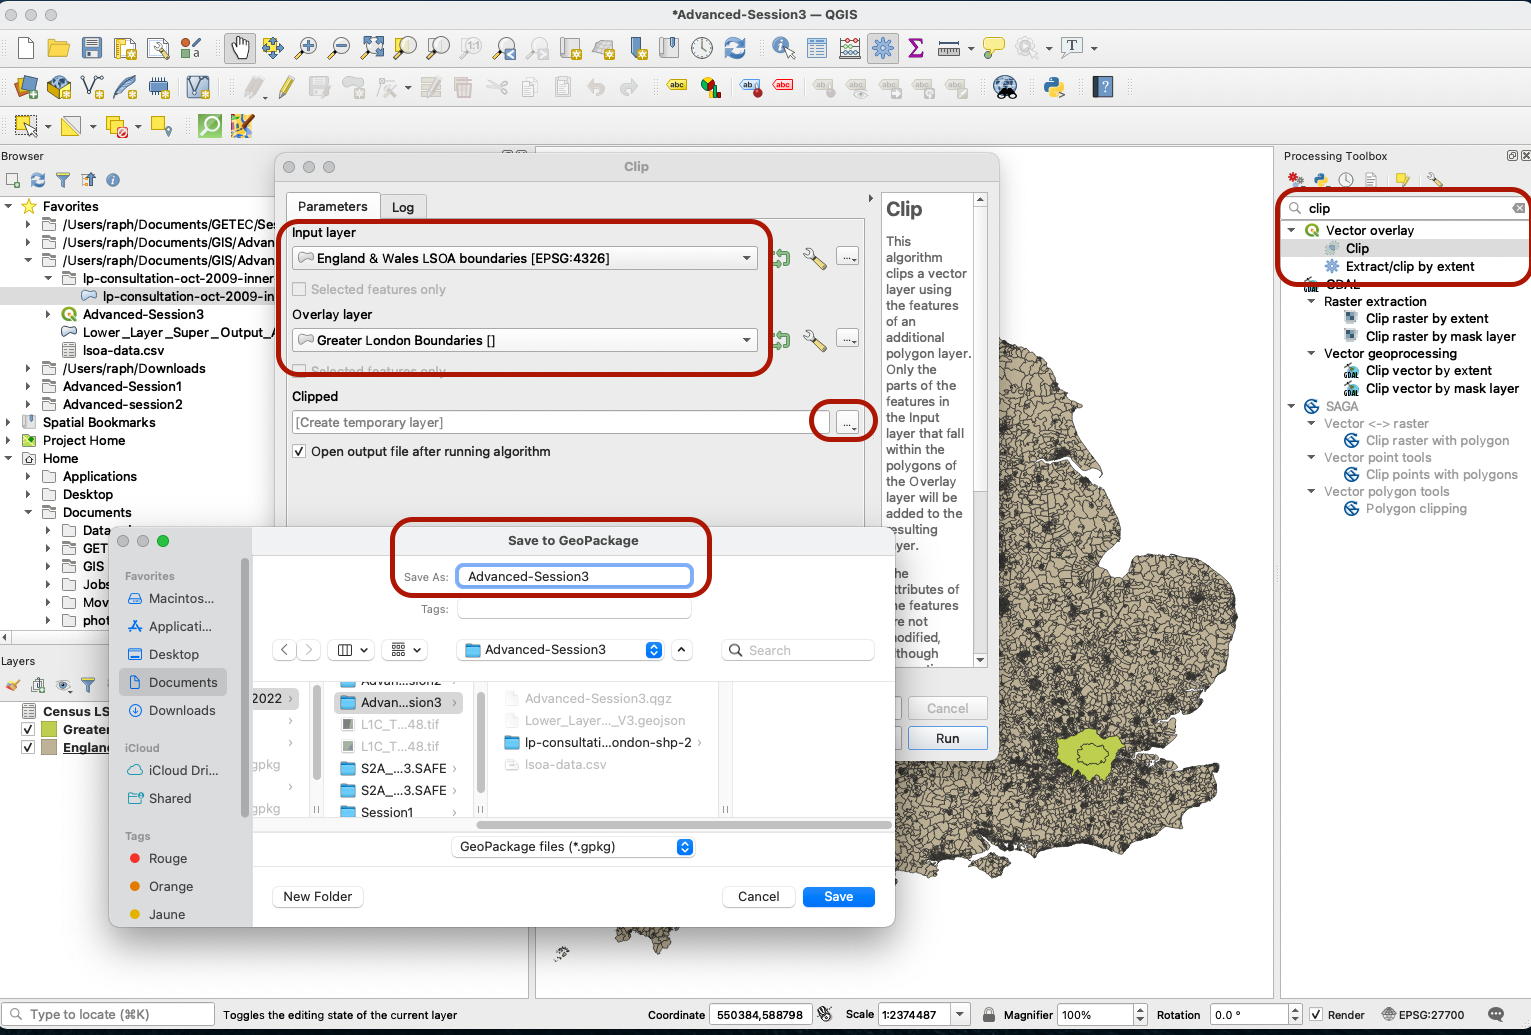 *Advanced-Session3 — QGIS
Browser
Favorites
/Users/raph/Documents/GETEC/Ses
/Users/raph/Documents/GIS/Advan
/Users/raph/Documents/GIS/Advan
lp-consultation-oct-2009-inner
lp-consultation-oct-2009-in
Advanced-Session3
Lower_Layer_Super_Output_A
lsoa-data.csv
/Users/raph/Downloads
Advanced-Session1
Advanced-session2
Spatial Bookmarks
Project Home
Home
Applications
Desktop
Documents
Data
GET
GIS
Jobs
Mov
phot
Layers
Census LS
Greater
England
Clip
Parameters
Log
Input layer
England & Wales LSOA boundaries [EPSG:4326]
Selected features only
Overlay layer
Greater London Boundaries []
Selected features only
Clipped
[Create temporary layer]
Open output file after running algorithm
Clip
This
algorithm
clips a vector
layer using
the features
of an
additional
polygon layer.
Only the
parts of the
features in
the Input
layer that fall
within the
polygons of
the Overlay
layer will be
added to the
resulting
yer.
he
ttributes of
he features
re not
nodified,
although
Cancel
Run
Save to GeoPackage
Save As: Advanced-Session3
Tags:
Advanced-Session3
Search
Favorites
Macintos...
Applicati...
Desktop
Documents
Downloads
iCloud
iCloud Dri...
Shared
Tags
Rouge
Orange
Jaune
2022
gpkg
gpkg
Advan...sion2
Advan...sion3
L1C_T...48.tif
L1C_T...48.tif
S2A_...3.SAFE
S2A_...3.SAFE
Session1
Advanced-Session3.qgz
Lower_Layer..._V3.geojson
lp-consultati...ondon-shp-2
lsoa-data.csv
GeoPackage files (*.gpkg)
New Folder
Cancel
Save
Processing Toolbox
clip
Vector overlay
Clip
Extract/clip by extent
GDAL
Raster extraction
Clip raster by extent
Clip raster by mask layer
Vector geoprocessing
Clip vector by extent
Clip vector by mask layer
SAGA
Vector <-> raster
Clip raster with polygon
Vector point tools
Clip points with polygons
Vector polygon tools
Polygon clipping
Type to locate (⌘K)
Toggles the editing state of the current layer
Coordinate 550384,588798
Scale 1:2374487
Magnifier 100%
Rotation 0.0 °
Render
EPSG:27700